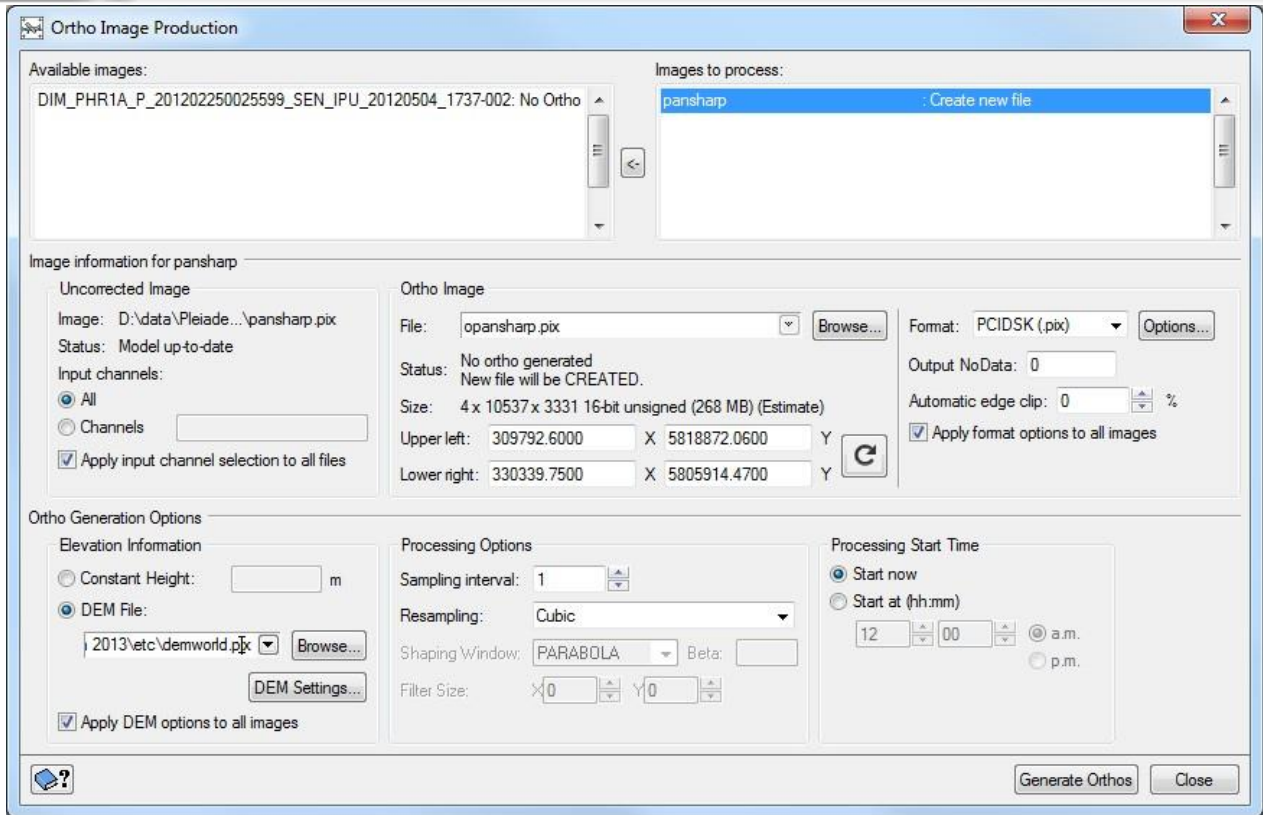 Ortho Image Production
Available images:
Images to process:
DIM_PHR1A_P_201202250025599_SEN_IPU_20120504_1737-002: No Ortho
pansharp : Create new file
<-
Image information for pansharp
Uncorrected Image
Image: D:\data\Pleiade...\pansharp.pix
Status: Model up-to-date
Input channels:
All
Channels
Apply input channel selection to all files
Ortho Image
File: opansharp.pix Browse...
Status: No ortho generated
New file will be CREATED.
Size: 4 x 10537 x 3331 16-bit unsigned (268 MB) (Estimate)
Upper left: 309792.6000 X 5818872.0600 Y
Lower right: 330339.7500 X 5805914.4700 Y
Format: PCIDSK (.pix) Options...
Output NoData: 0
Automatic edge clip: 0 %
Apply format options to all images
Ortho Generation Options
Elevation Information
Constant Height: m
DEM File:
2013\etc\demworld.pix Browse...
DEM Settings...
Apply DEM options to all images
Processing Options
Sampling interval: 1
Resampling: Cubic
Shaping Window: PARABOLA Beta:
Filter Size: X 0 Y 0
Processing Start Time
Start now
Start at (hh:mm)
12 00 a.m.
p.m.
?
Generate Orthos Close